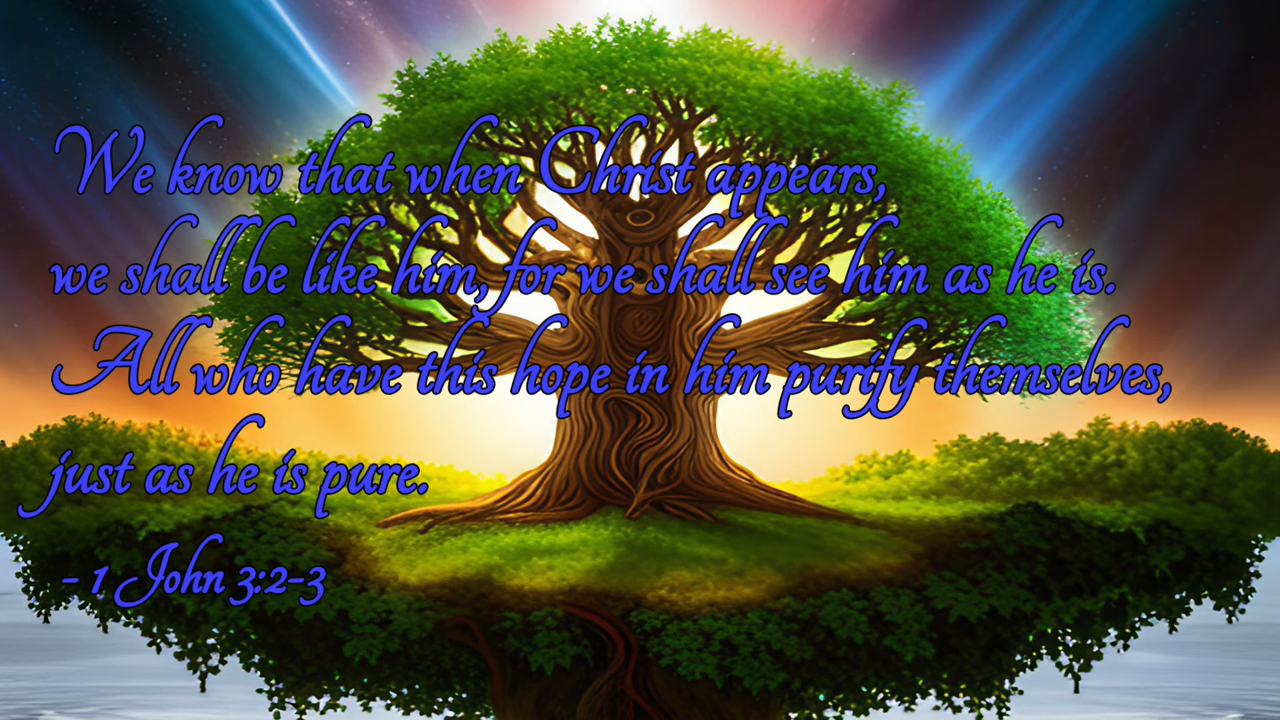 We know that when Christ appears,
we shall be like him, for we shall see him as he is.
All who have this hope in him purify themselves,
just as he is pure.
- 1 John 3:2-3